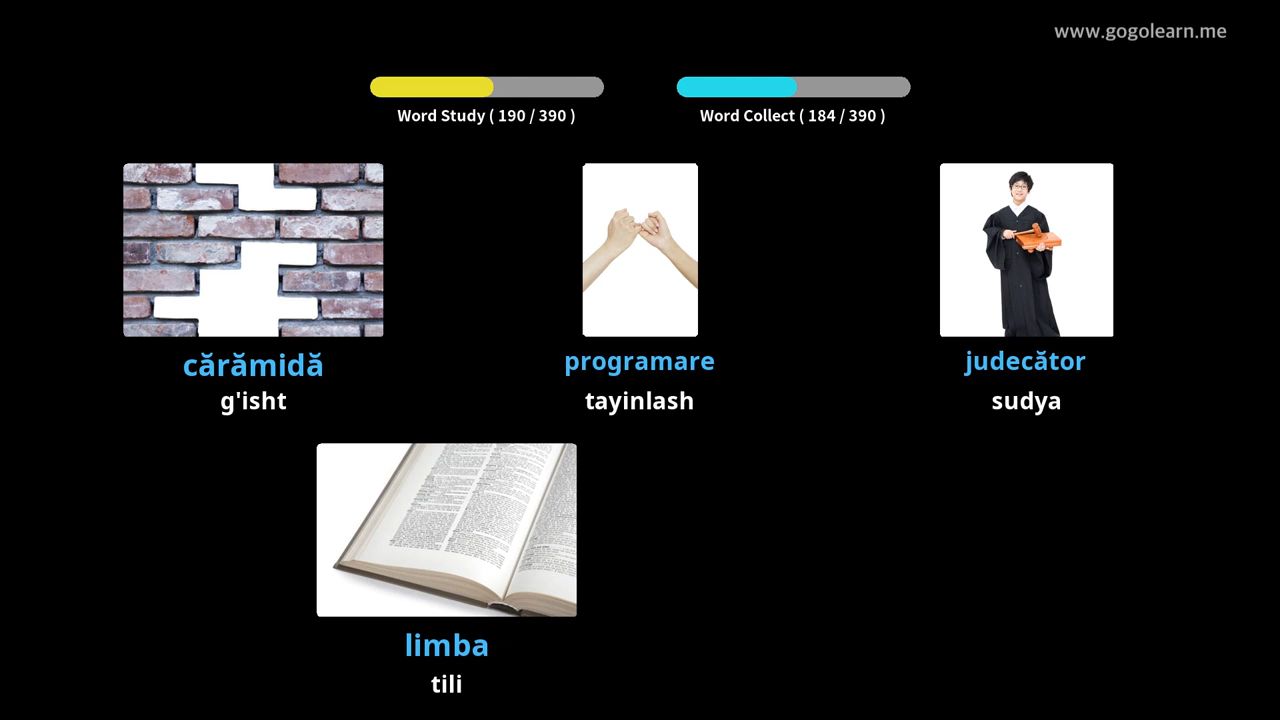 www.gogolearn.me
Word Study ( 190 / 390 )
Word Collect ( 184 / 390 )
cărămidă
g'isht
programare
tayinlash
judecător
sudya
limba
tili